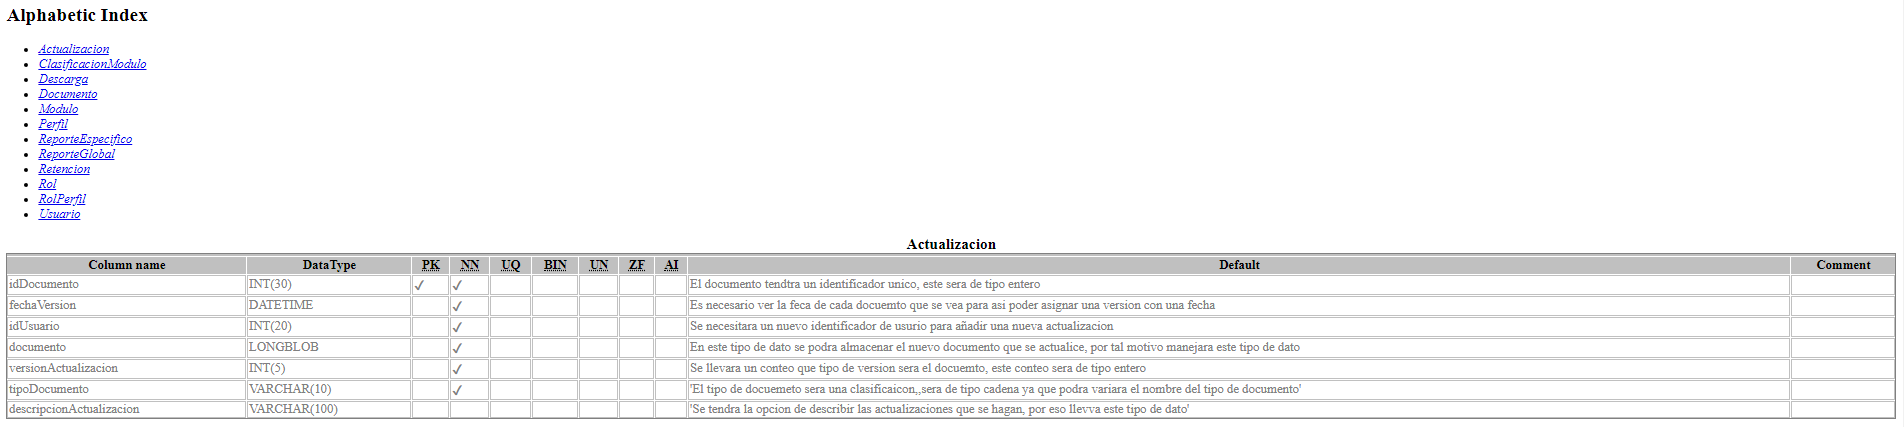 Alphabetic Index
Actualizacion
ClasificacionModulo
Descarga
Documento
Modulo
Perfil
ReporteEspecifico
ReporteGlobal
Retencion
Rol
RolPerfil
Usuario
Actualizacion
Column name DataType PK NN UQ BIN UN ZF AI Default Comment
idDocumento INT(30) ✓ ✓ El documento tendtra un identificador unico, este sera de tipo entero
fechaVersion DATETIME ✓ Es necesario ver la feca de cada docuemto que se vea para asi poder asignar una version con una fecha
idUsuario INT(20) ✓ Se necesitara un nuevo identificador de usurio para añadir una nueva actualizacion
documento LONGBLOB ✓ En este tipo de dato se podra almacenar el nuevo documento que se actualice, por tal motivo manejara este tipo de dato
versionActualizacion INT(5) ✓ Se llevara un conteo que tipo de version sera el docuemto, este conteo sera de tipo entero
tipoDocumento VARCHAR(10) ✓ 'El tipo de docuemeto sera una clasificaicon,,sera de tipo cadena ya que podra variara el nombre del tipo de documento'
descripcionActualizacion VARCHAR(100) 'Se tendra la opcion de describir las actualizaciones que se hagan, por eso llevva este tipo de dato'